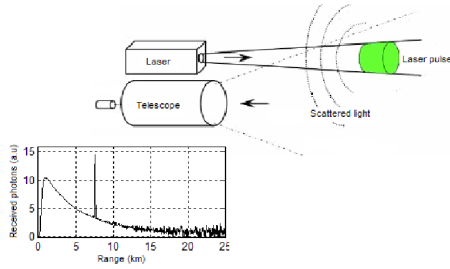 Laser
Laser pulse
Telescope
Scattered light
Received photons (a.u)
15
10
5
0
0 5 10 15 20 25
Range (km)